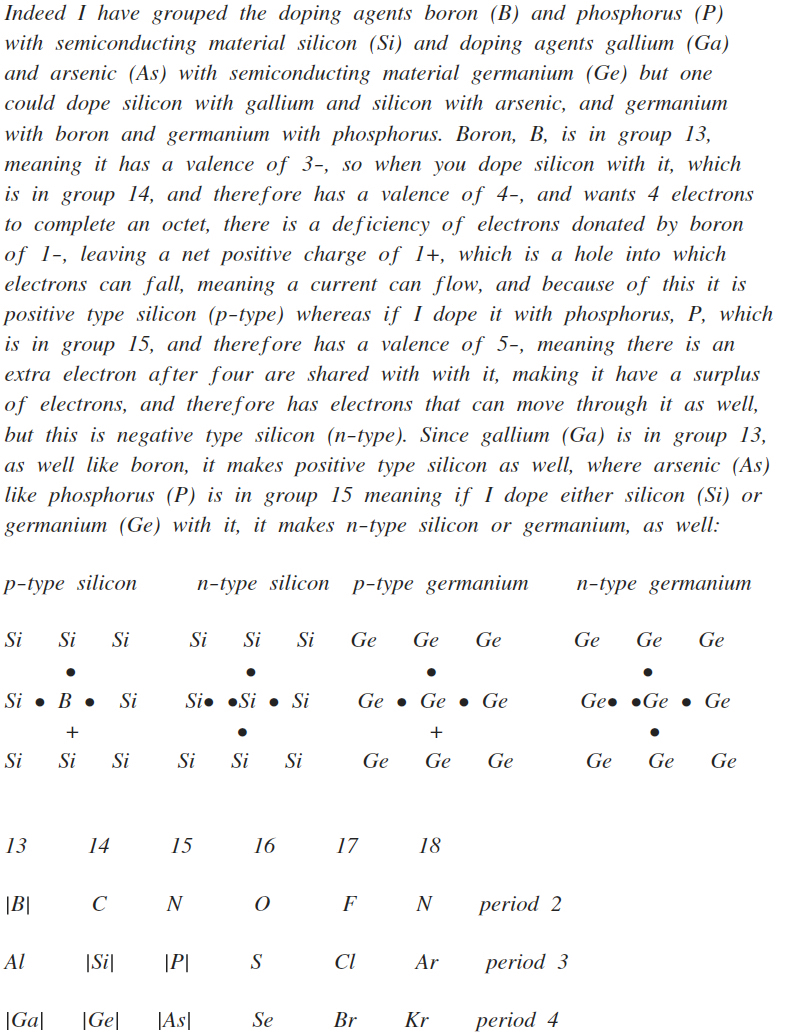 Indeed I have grouped the doping agents boron (B) and phosphorus (P)
with semiconducting material silicon (Si) and doping agents gallium (Ga)
and arsenic (As) with semiconducting material germanium (Ge) but one
could dope silicon with gallium and silicon with arsenic, and germanium
with boron and germanium with phosphorus. Boron, B, is in group 13,
meaning it has a valence of 3-, so when you dope silicon with it, which
is in group 14, and therefore has a valence of 4-, and wants 4 electrons
to complete an octet, there is a deficiency of electrons donated by boron
of 1-, leaving a net positive charge of 1+, which is a hole into which
electrons can fall, meaning a current can flow, and because of this it is
positive type silicon (p-type) whereas if I dope it with phosphorus, P, which
is in group 15, and therefore has a valence of 5-, meaning there is an
extra electron after four are shared with with it, making it have a surplus
of electrons, and therefore has electrons that can move through it as well,
but this is negative type silicon (n-type). Since gallium (Ga) is in group 13,
as well like boron, it makes positive type silicon as well, where arsenic (As)
like phosphorus (P) is in group 15 meaning if I dope either silicon (Si) or
germanium (Ge) with it, it makes n-type silicon or germanium, as well:
p-type silicon n-type silicon p-type germanium n-type germanium
Si Si Si Si Si Si Ge Ge Ge Ge Ge Ge
• • • •
Si • B • Si Si• •Si • Si Ge • Ge • Ge Ge• •Ge • Ge
+ • + •
Si Si Si Si Si Si Ge Ge Ge Ge Ge Ge
13 14 15 16 17 18
|B| C N O F N period 2
Al |Si| |P| S Cl Ar period 3
|Ga| |Ge| |As| Se Br Kr period 4